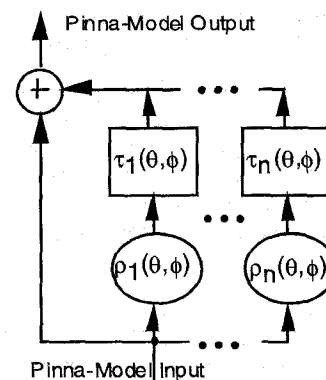 Pinna-Model Output
+
•••
τ1(θ,ϕ)
τn(θ,ϕ)
•••
ρ1(θ,ϕ)
ρn(θ,ϕ)
•••
Pinna-Model Input